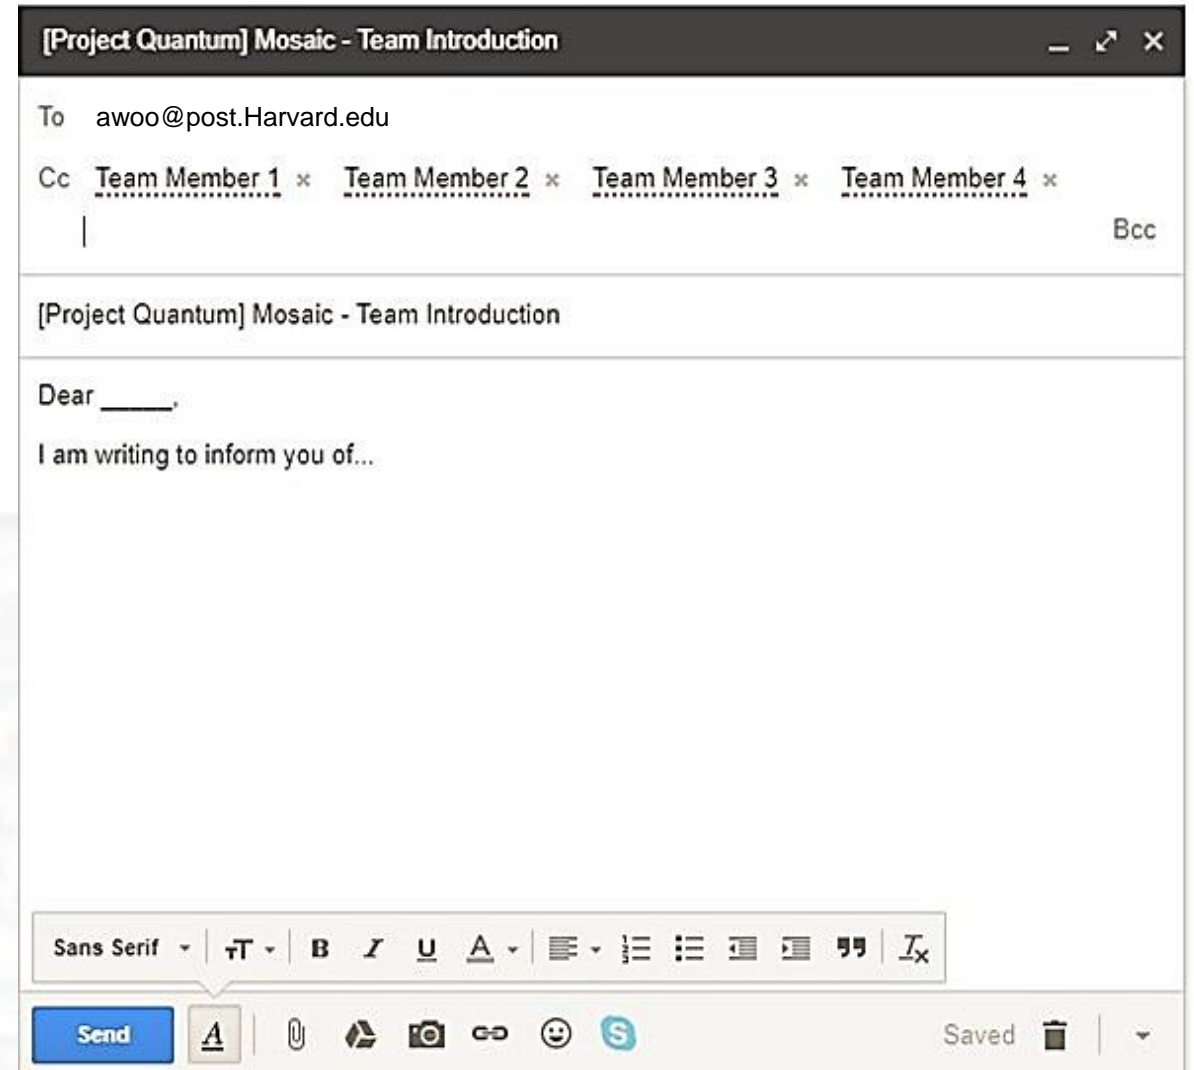 [Project Quantum] Mosaic - Team Introduction
To awoo@post.Harvard.edu
Cc Team Member 1 × Team Member 2 × Team Member 3 × Team Member 4 ×
Bcc
[Project Quantum] Mosaic - Team Introduction
Dear _____,
I am writing to inform you of...
Sans Serif TT B I U A Tx
Send A S Saved